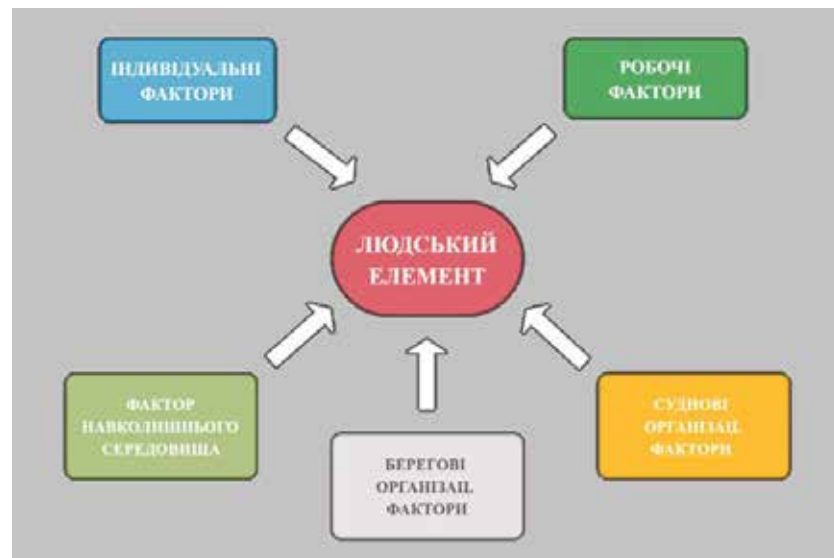 ІНДИВІДУАЛЬНІ
ФАКТОРИ
РОБОЧІ
ФАКТОРИ
ЛЮДСЬКИЙ
ЕЛЕМЕНТ
ФАКТОР
НАВКОЛИШНЬОГО
СЕРЕДОВИЩА
БЕРЕГОВІ
ОРГАНІЗАЦ.
ФАКТОРИ
СУДНОВІ
ОРГАНІЗАЦ.
ФАКТОРИ